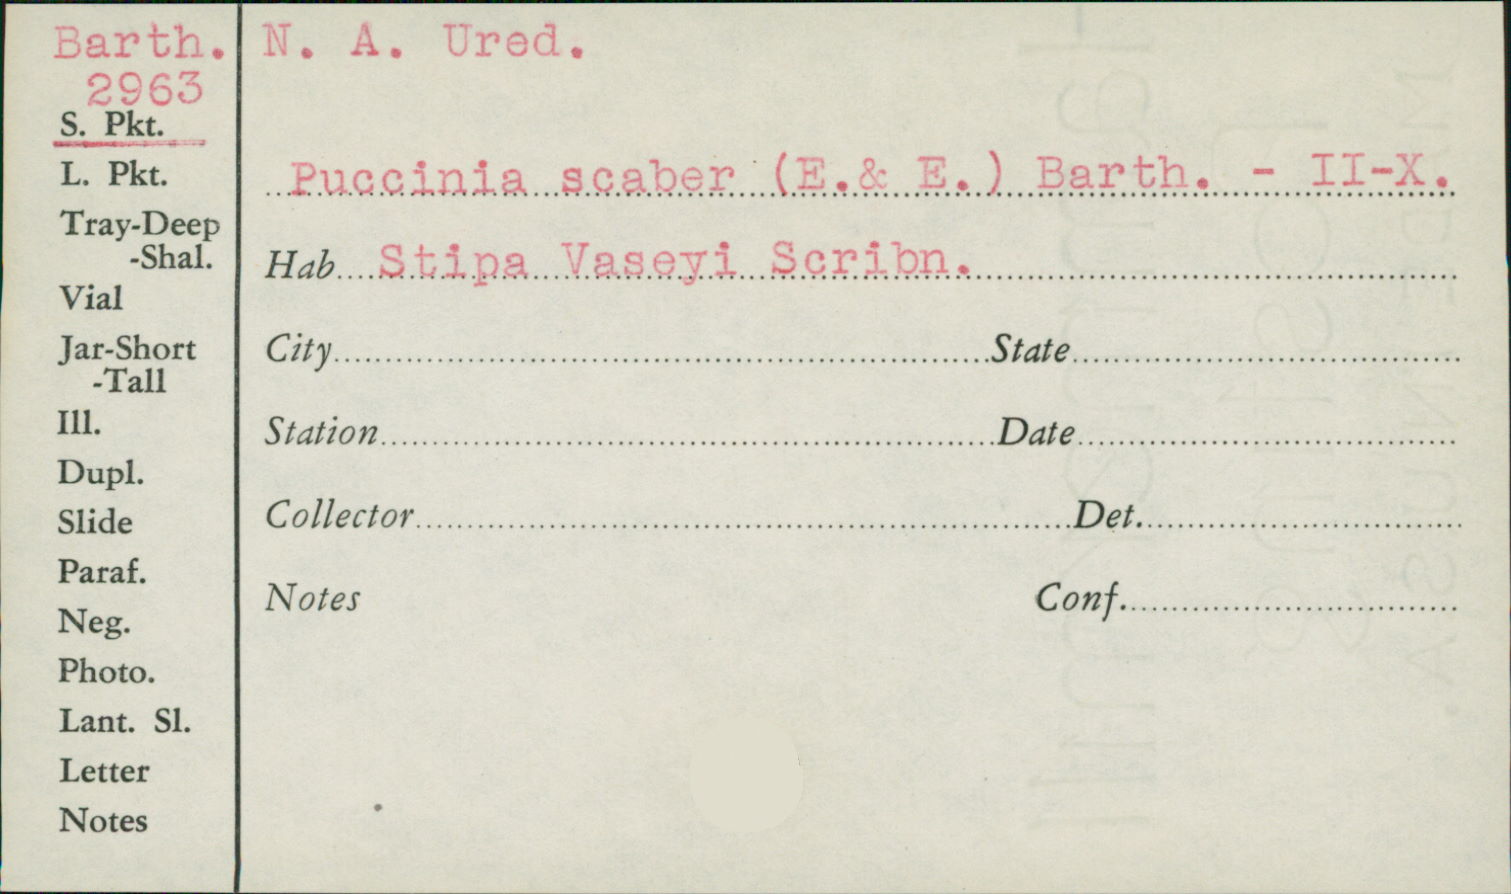 Barth. N. A. Ured.
2963
S. Pkt.
L. Pkt.
Puccinia scaber (E.& E.) Barth. - II-X.
Tray-Deep
-Shal.
Hab Stipa Vaseyi Scribn.
Vial
Jar-Short
-Tall
City State
Ill.
Station Date
Dupl.
Slide
Collector Det.
Paraf.
Notes Conf.
Neg.
Photo.
Lant. Sl.
Letter
Notes